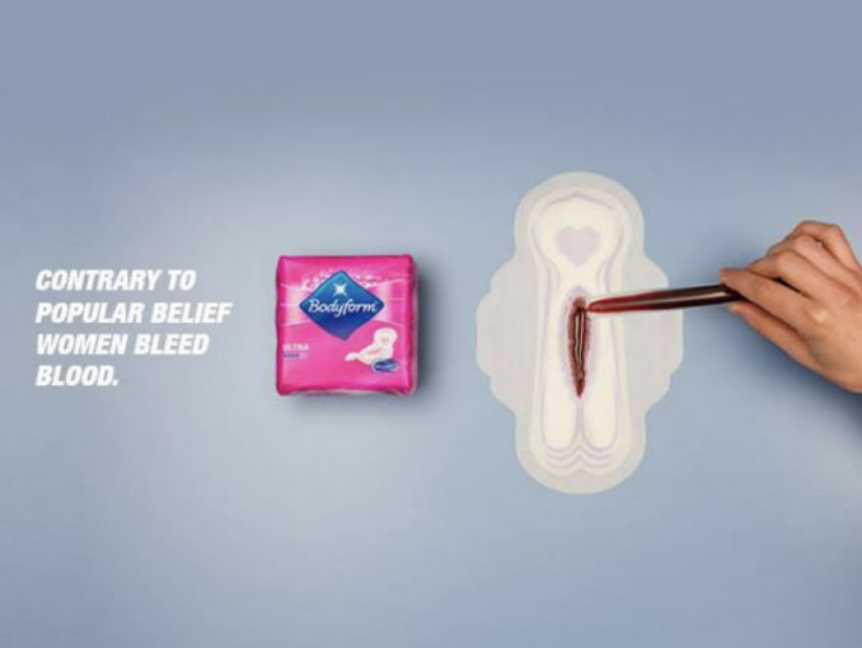 CONTRARY TO
POPULAR BELIEF
WOMEN BLEED
BLOOD.
Bodyform
ULTRA